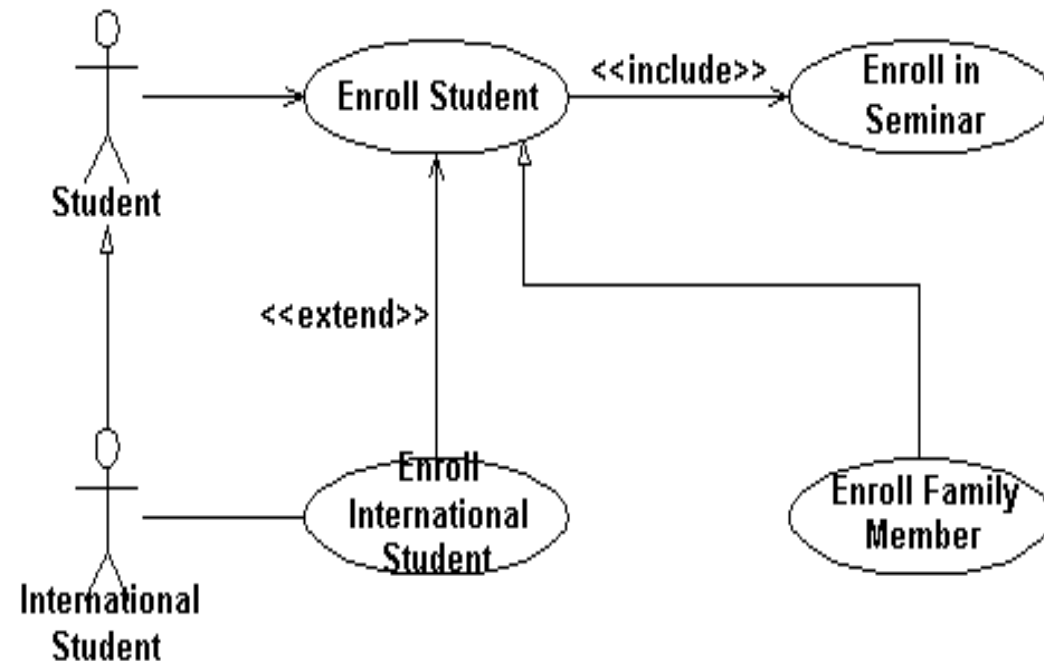 Enroll Student
<<include>>
Enroll in
Seminar
Student
<<extend>>
Enroll
International
Student
Enroll Family
Member
International
Student